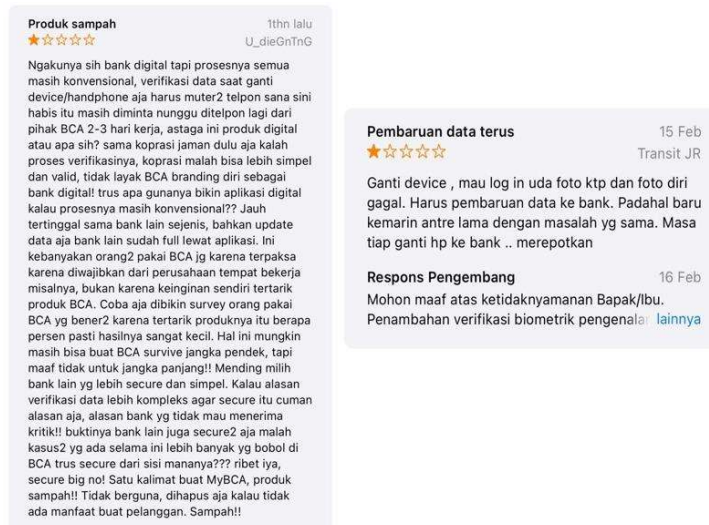 Produk sampah
1thn lalu
U_dieGnTnG
Ngakunya sih bank digital tapi prosesnya semua
masih konvensional, verifikasi data saat ganti
device/handphone aja harus muter2 telpon sana sini
habis itu masih diminta nunggu ditelpon lagi dari
pihak BCA 2-3 hari kerja, astaga ini produk digital
atau apa sih? sama koprasi jaman dulu aja kalah
proses verifikasinya, koprasi malah bisa lebih simpel
dan valid, tidak layak BCA branding diri sebagai
bank digital! trus apa gunanya bikin aplikasi digital
kalau prosesnya masih konvensional?? Jauh
tertinggal sama bank lain sejenis, bahkan update
data aja bank lain sudah full lewat aplikasi. Ini
kebanyakan orang2 pakai BCA jg karena terpaksa
karena diwajibkan dari perusahaan tempat bekerja
misalnya, bukan karena keinginan sendiri tertarik
produk BCA. Coba aja dibikin survey orang pakai
BCA yg bener2 karena tertarik produknya itu berapa
persen pasti hasilnya sangat kecil. Hal ini mungkin
masih bisa buat BCA survive jangka pendek, tapi
maaf tidak untuk jangka panjang!! Mending milih
bank lain yg lebih secure dan simpel. Kalau alasan
verifikasi data lebih kompleks agar secure itu cuman
alasan aja, alasan bank yg tidak mau menerima
kritik!! buktinya bank lain juga secure2 aja malah
kasus2 yg ada selama ini lebih banyak yg bobol di
BCA trus secure dari sisi mananya??? ribet iya,
secure big no! Satu kalimat buat MyBCA, produk
sampah!! Tidak berguna, dihapus aja kalau tidak
ada manfaat buat pelanggan. Sampah!!
Pembaruan data terus
15 Feb
Transit JR
Ganti device , mau log in uda foto ktp dan foto diri
gagal. Harus pembaruan data ke bank. Padahal baru
kemarin antre lama dengan masalah yg sama. Masa
tiap ganti hp ke bank .. merepotkan
Respons Pengembang
16 Feb
Mohon maaf atas ketidaknyamanan Bapak/Ibu.
Penambahan verifikasi biometrik pengenalan lainnya